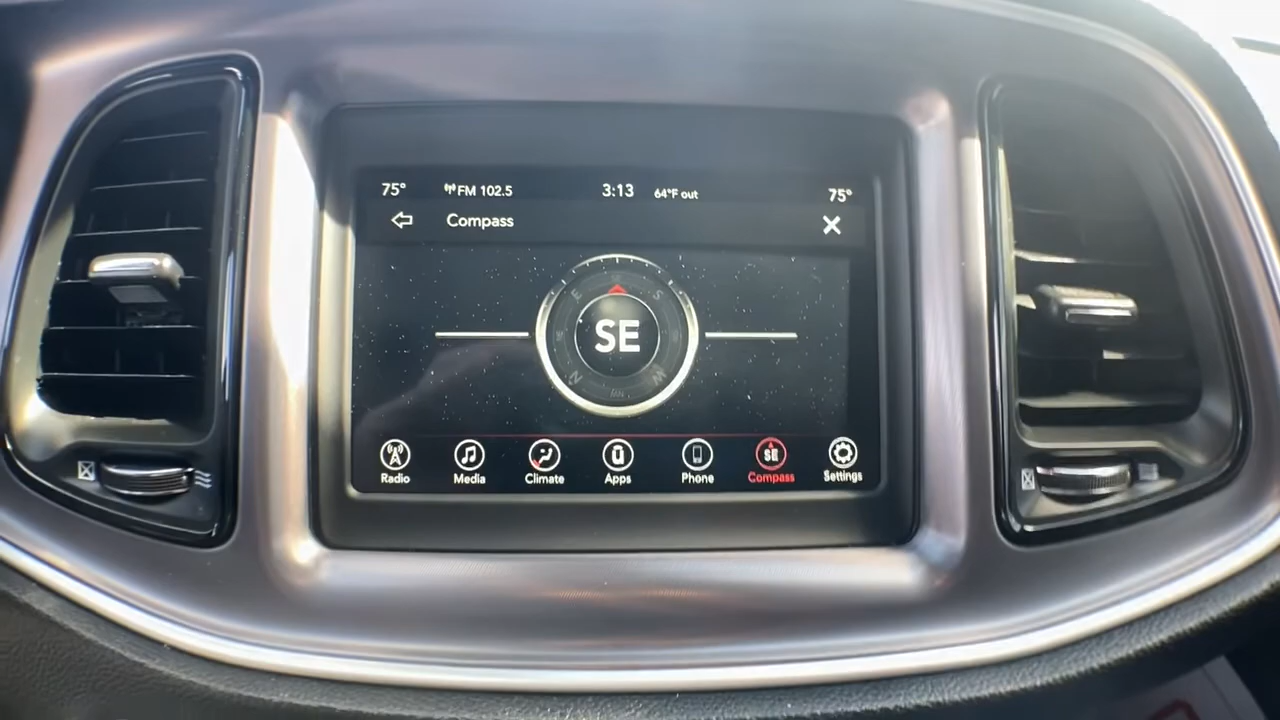 75° FM 102.5 3:13 64°F out 75°
Compass
E S
SE
N W
Radio Media Climate Apps Phone SE Compass Settings